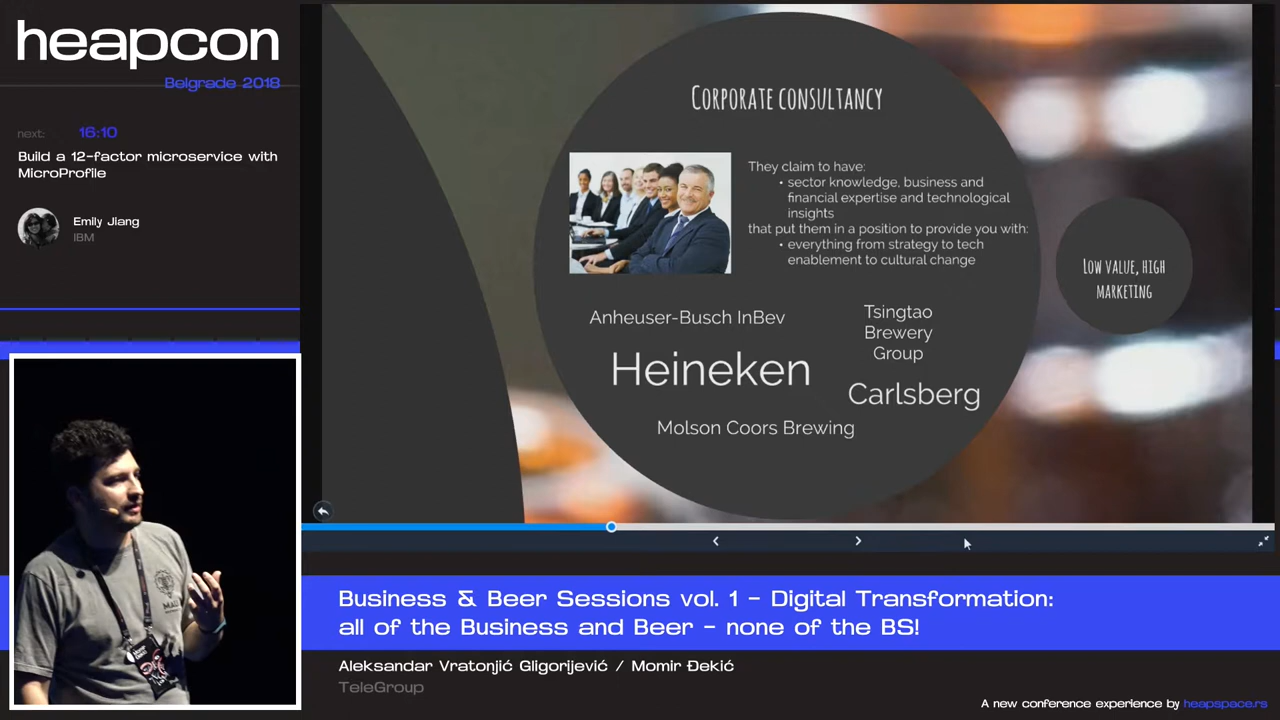 heapcon
Belgrade 2018
next: 16:10
Build a 12-factor microservice with
MicroProfile
Emily Jiang
IBM
Corporate consultancy
They claim to have:
• sector knowledge, business and
financial expertise and technological
insights
that put them in a position to provide you with:
• everything from strategy to tech
enablement to cultural change
Low value, high
marketing
Anheuser-Busch InBev
Tsingtao
Brewery
Group
Heineken
Carlsberg
Molson Coors Brewing
Business & Beer Sessions vol. 1 - Digital Transformation:
all of the Business and Beer - none of the BS!
Aleksandar Vratonjić Gligorijević / Momir Đekić
TeleGroup
A new conference experience by heapspace.rs